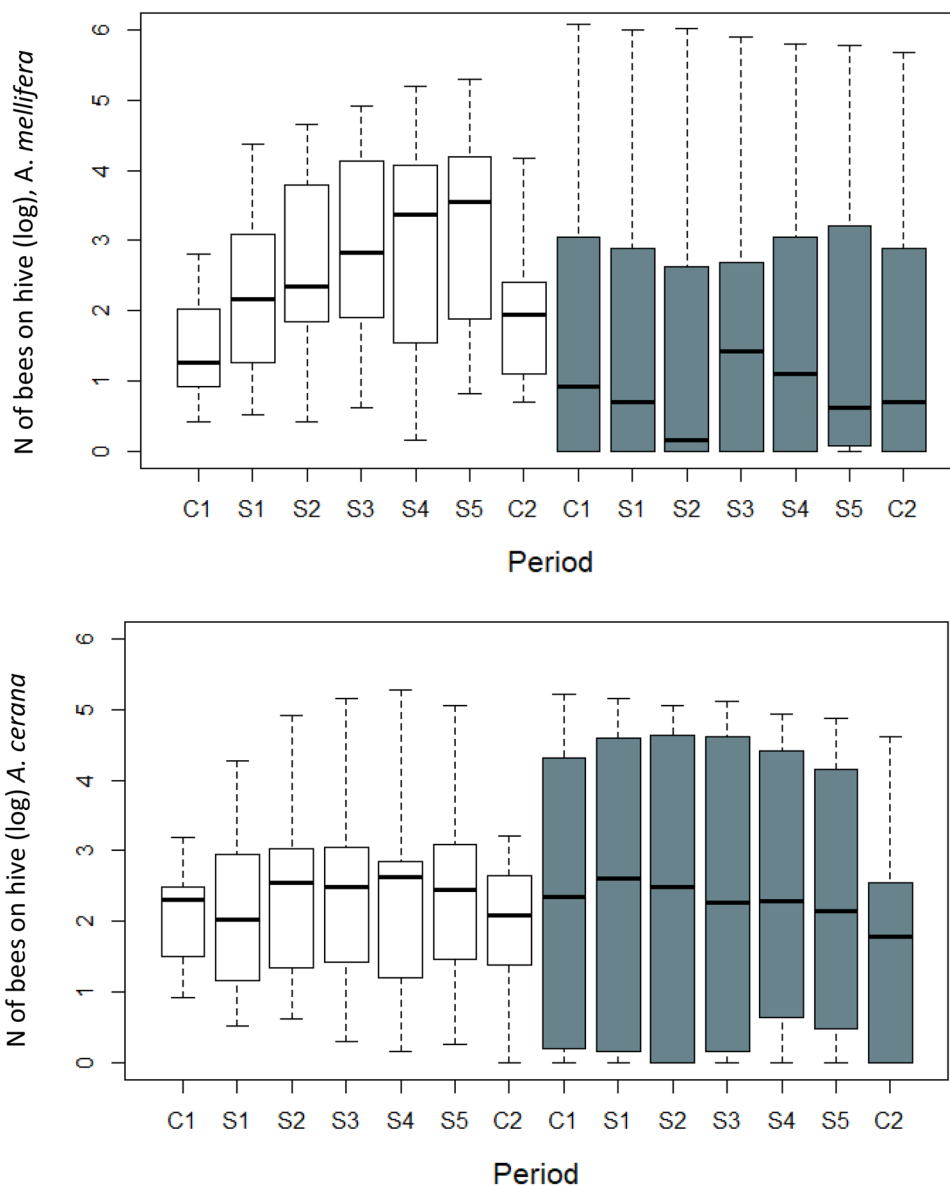 N of bees on hive (log), A. mellifera
6
5
4
3
2
1
0
C1 S1 S2 S3 S4 S5 C2 C1 S1 S2 S3 S4 S5 C2
Period
N of bees on hive (log) A. cerana
6
5
4
3
2
1
0
C1 S1 S2 S3 S4 S5 C2 C1 S1 S2 S3 S4 S5 C2
Period